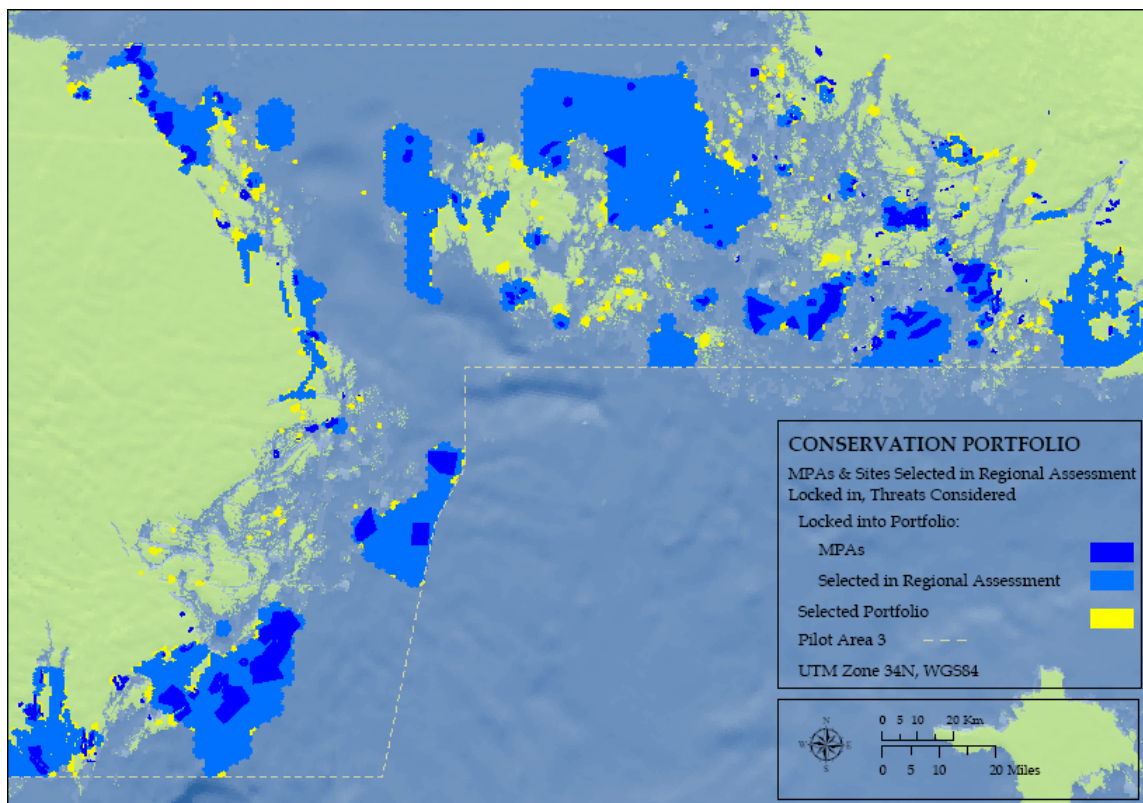 CONSERVATION PORTFOLIO
MPAs & Sites Selected in Regional Assessment
Locked in, Threats Considered
Locked into Portfolio:
MPAs
Selected in Regional Assessment
Selected Portfolio
Pilot Area 3
UTM Zone 34N, WGS84
N
W E
S
0 5 10 20 Km
0 5 10 20 Miles